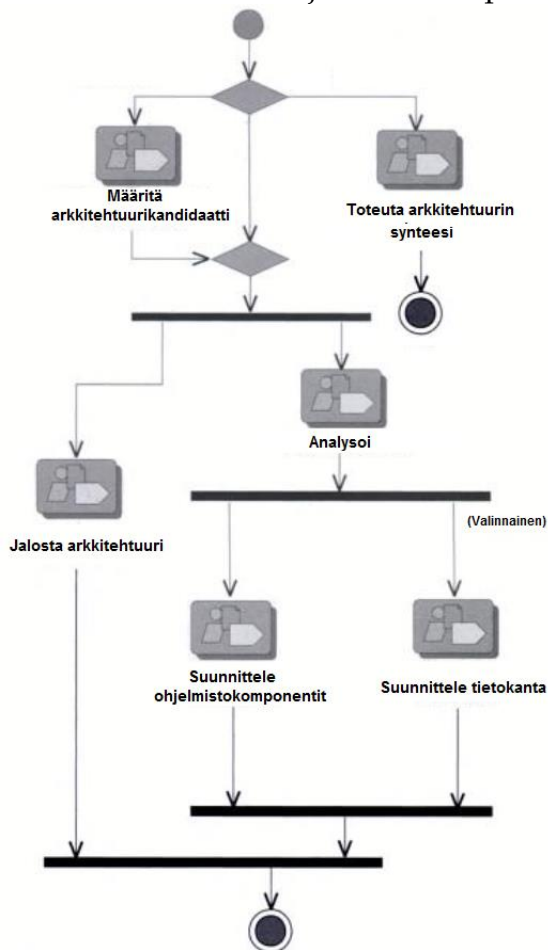 Määritä
arkkitehtuurikandidaatti
Toteuta arkkitehtuurin
synteesi
Analysoi
(Valinnainen)
Jalosta arkkitehtuuri
Suunnittele
ohjelmistokomponentit
Suunnittele tietokanta